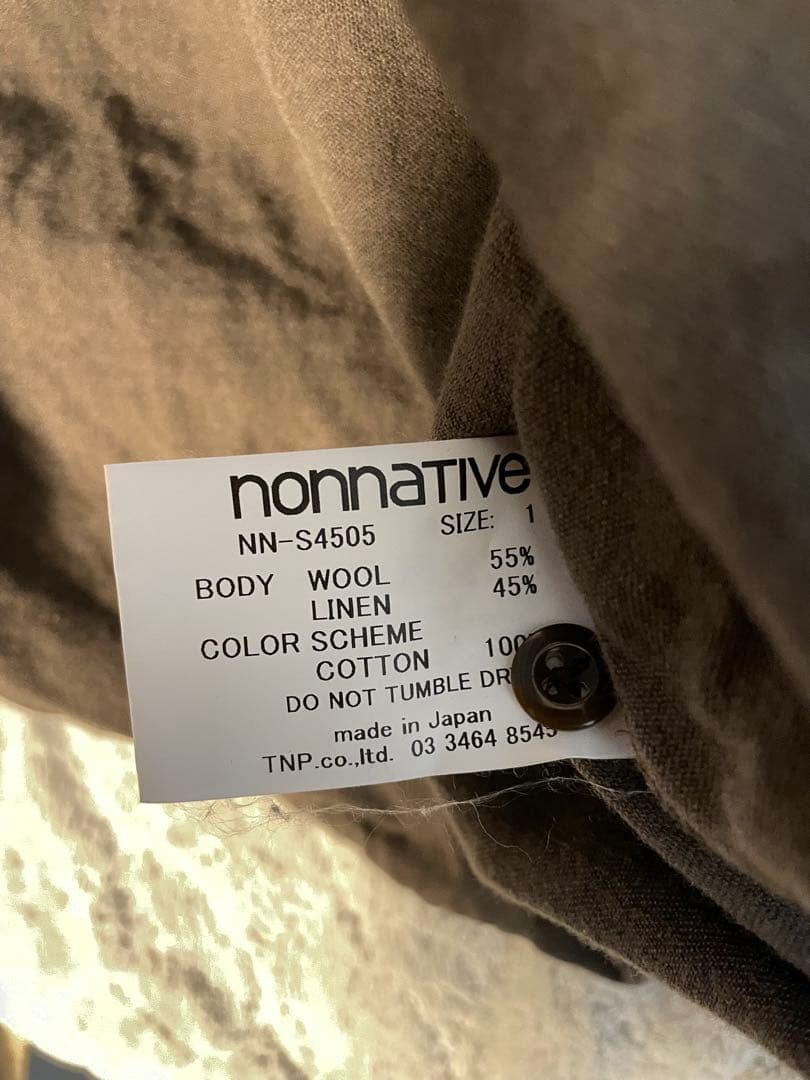 nonnative
NN-S4505 SIZE: 1
BODY WOOL 55%
LINEN 45%
COLOR SCHEME
COTTON
DO NOT TUMBLE
made in Japan
TNP.co.,ltd. 03 3464 8545